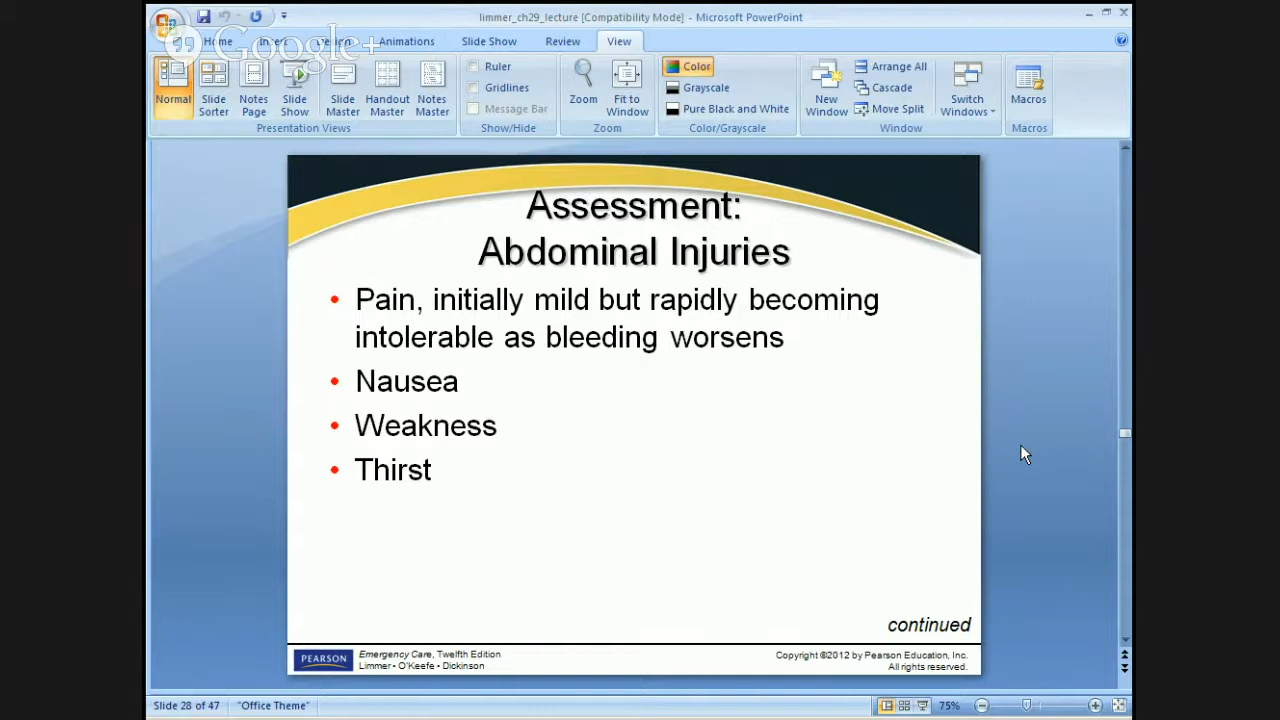 limmer_ch29_lecture [Compatibility Mode] - Microsoft PowerPoint
Google+
Home Insert Design Animations Slide Show Review View
Normal
Slide Sorter
Notes Page
Slide Show
Slide Master
Handout Master
Notes Master
Presentation Views
Ruler
Gridlines
Message Bar
Show/Hide
Zoom
Fit to Window
Zoom
Color
Grayscale
Pure Black and White
Color/Grayscale
New Window
Arrange All
Cascade
Move Split
Switch Windows
Window
Macros
Macros
Assessment:
Abdominal Injuries
• Pain, initially mild but rapidly becoming
intolerable as bleeding worsens
• Nausea
• Weakness
• Thirst
continued
PEARSON
Emergency Care, Twelfth Edition
Limmer • O'Keefe • Dickinson
Copyright ©2012 by Pearson Education, Inc.
All rights reserved.
Slide 28 of 47 "Office Theme" 75%